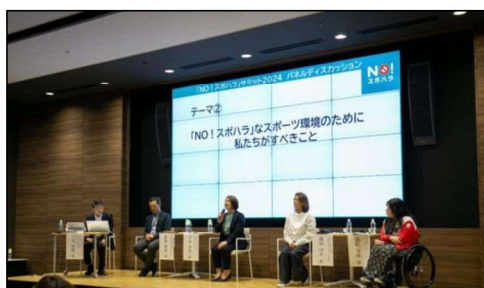 「NO!スポハラ」サミット2024 パネルディスカッション
NO!
スポハラ
テーマ②
「NO!スポハラ」なスポーツ環境のために
私たちがすべきこと